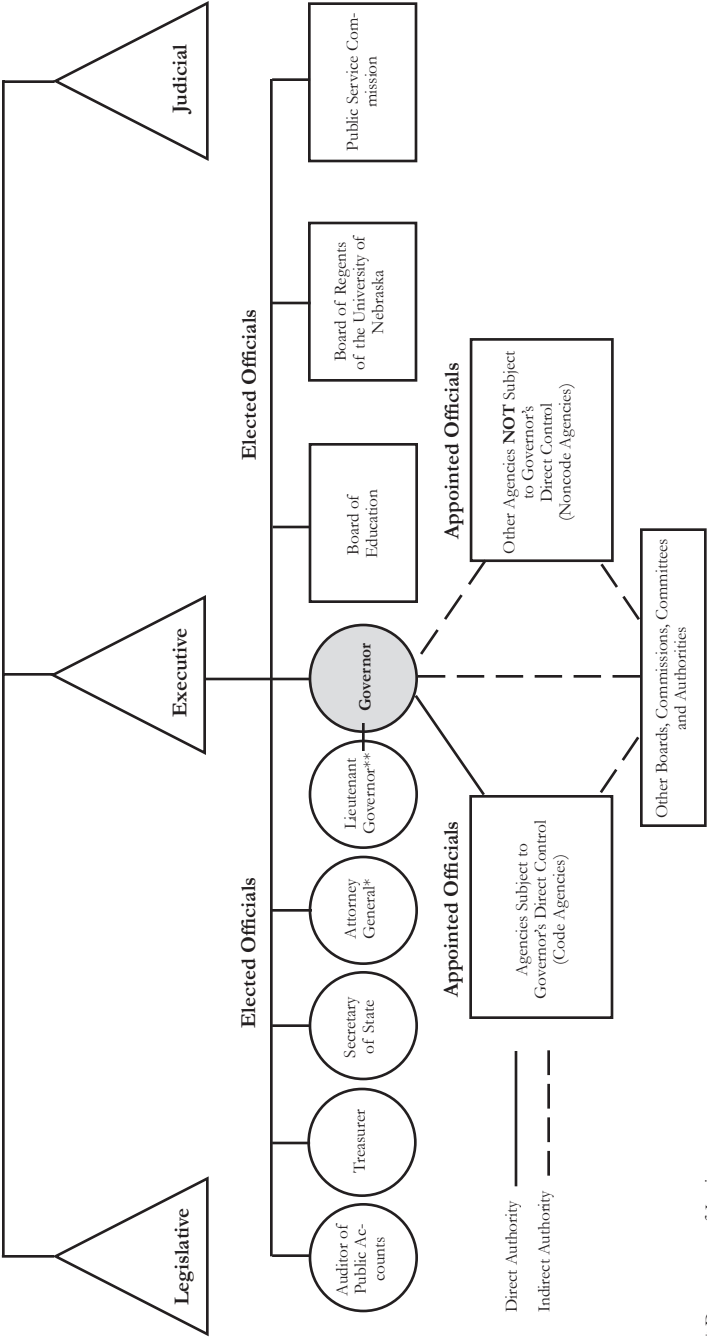 Legislative
Executive
Judicial
Elected Officials
Elected Officials
Auditor of
Public Ac-
counts
Treasurer
Secretary
of State
Attorney
General*
Lieutenant
Governor**
Governor
Board of
Education
Board of Regents
of the University of
Nebraska
Public Service Com-
mission
Appointed Officials
Appointed Officials
Agencies Subject to
Governor's Direct Control
(Code Agencies)
Other Agencies NOT Subject
to Governor's
Direct Control
(Noncode Agencies)
Other Boards, Commissions, Committees
and Authorities
Direct Authority
Indirect Authority